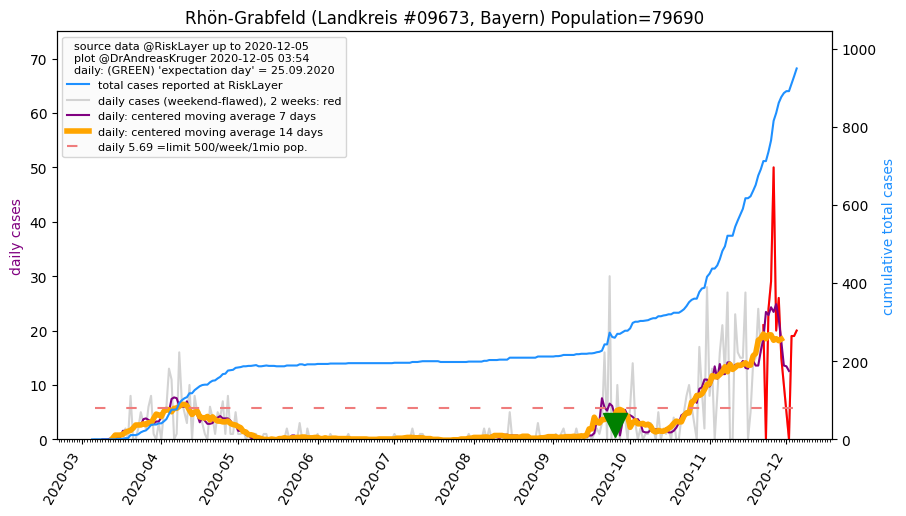 Rhön-Grabfeld (Landkreis #09673, Bayern) Population=79690
source data @RiskLayer up to 2020-12-05
plot @DrAndreasKruger 2020-12-05 03:54
daily: (GREEN) 'expectation day' = 25.09.2020
total cases reported at RiskLayer
daily cases (weekend-flawed), 2 weeks: red
daily: centered moving average 7 days
daily: centered moving average 14 days
daily 5.69 =limit 500/week/1mio pop.
daily cases
70
60
50
40
30
20
10
0
1000
800
600
400
200
0
cumulative total cases
2020-03
2020-04
2020-05
2020-06
2020-07
2020-08
2020-09
2020-10
2020-11
2020-12